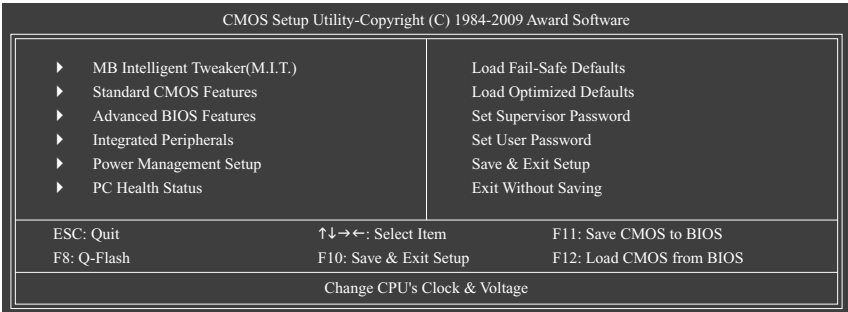 CMOS Setup Utility-Copyright (C) 1984-2009 Award Software
MB Intelligent Tweaker(M.I.T.)
Standard CMOS Features
Advanced BIOS Features
Integrated Peripherals
Power Management Setup
PC Health Status
Load Fail-Safe Defaults
Load Optimized Defaults
Set Supervisor Password
Set User Password
Save & Exit Setup
Exit Without Saving
ESC: Quit
↑↓→←: Select Item
F11: Save CMOS to BIOS
F8: Q-Flash
F10: Save & Exit Setup
F12: Load CMOS from BIOS
Change CPU's Clock & Voltage